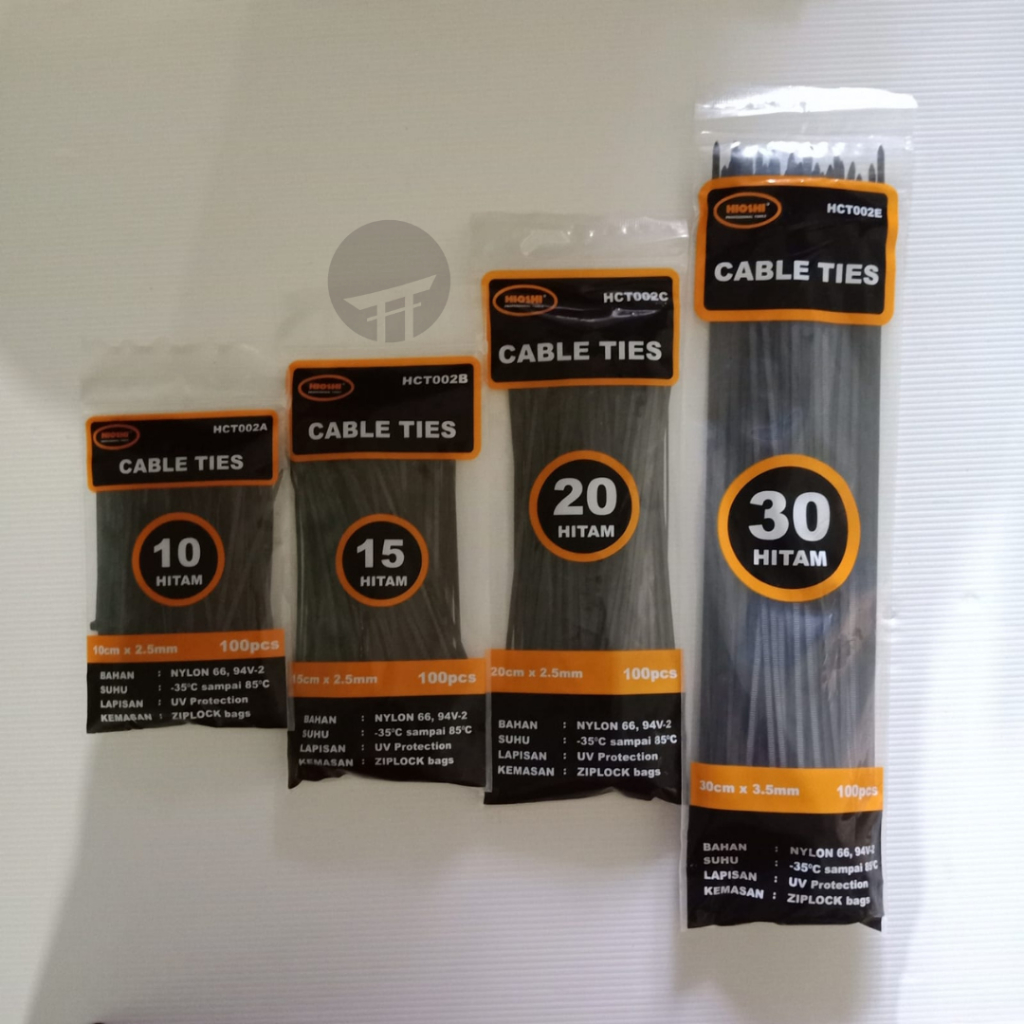 HIOSHI
HCT002A
CABLE TIES
10
HITAM
10cm x 2.5mm 100pcs
BAHAN : NYLON 66, 94V-2
SUHU : -35°C sampai 85°C
LAPISAN : UV Protection
KEMASAN : ZIPLOCK bags
HIOSHI
HCT002B
CABLE TIES
15
HITAM
15cm x 2.5mm 100pcs
BAHAN : NYLON 66, 94V-2
SUHU : -35°C sampai 85°C
LAPISAN : UV Protection
KEMASAN : ZIPLOCK bags
HIOSHI
HCT002C
CABLE TIES
20
HITAM
20cm x 2.5mm 100pcs
BAHAN : NYLON 66, 94V-2
SUHU : -35°C sampai 85°C
LAPISAN : UV Protection
KEMASAN : ZIPLOCK bags
HIOSHI
HCT002E
CABLE TIES
30
HITAM
30cm x 3.5mm 100pcs
BAHAN : NYLON 66, 94V-2
SUHU : -35°C sampai 85°C
LAPISAN : UV Protection
KEMASAN : ZIPLOCK bags